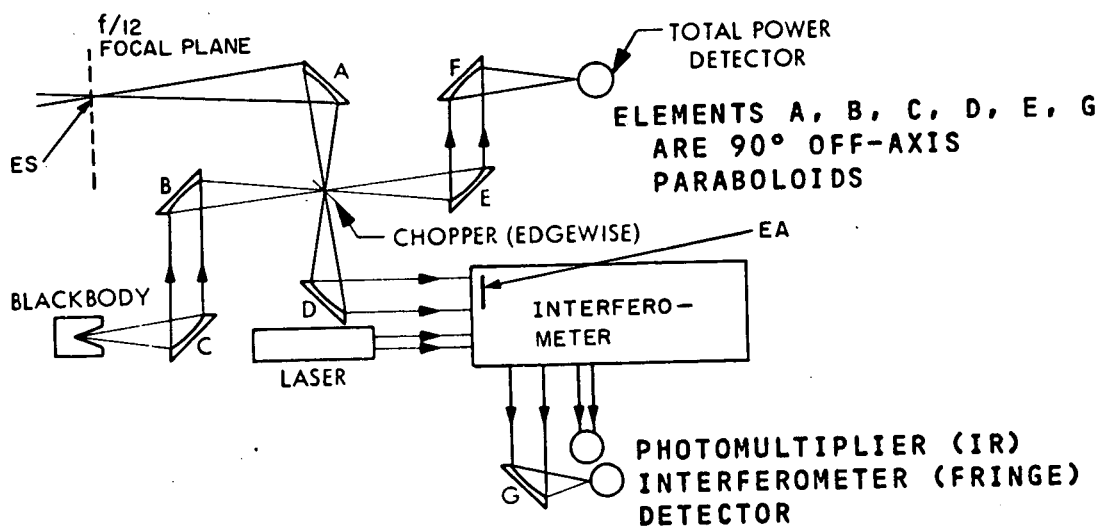 f/12
FOCAL PLANE
A
F
TOTAL POWER
DETECTOR
ELEMENTS A, B, C, D, E, G
ARE 90° OFF-AXIS
PARABOLOIDS
ES
B
E
CHOPPER (EDGEWISE)
EA
BLACKBODY
D
INTERFERO-
METER
C
LASER
PHOTOMULTIPLIER (IR)
INTERFEROMETER (FRINGE)
DETECTOR
G